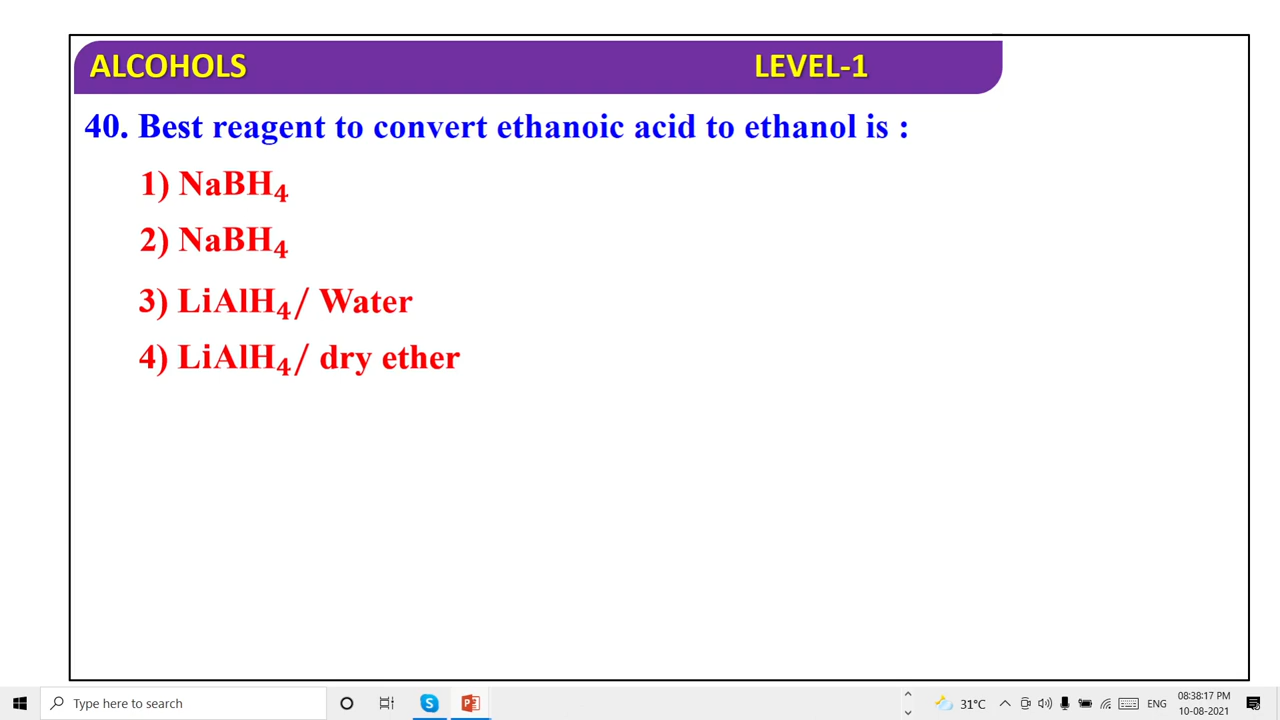 ALCOHOLS LEVEL-1
40. Best reagent to convert ethanoic acid to ethanol is :
1) NaBH₄
2) NaBH₄
3) LiAlH₄/ Water
4) LiAlH₄/ dry ether
Type here to search
31°C
ENG
08:38:17 PM
10-08-2021